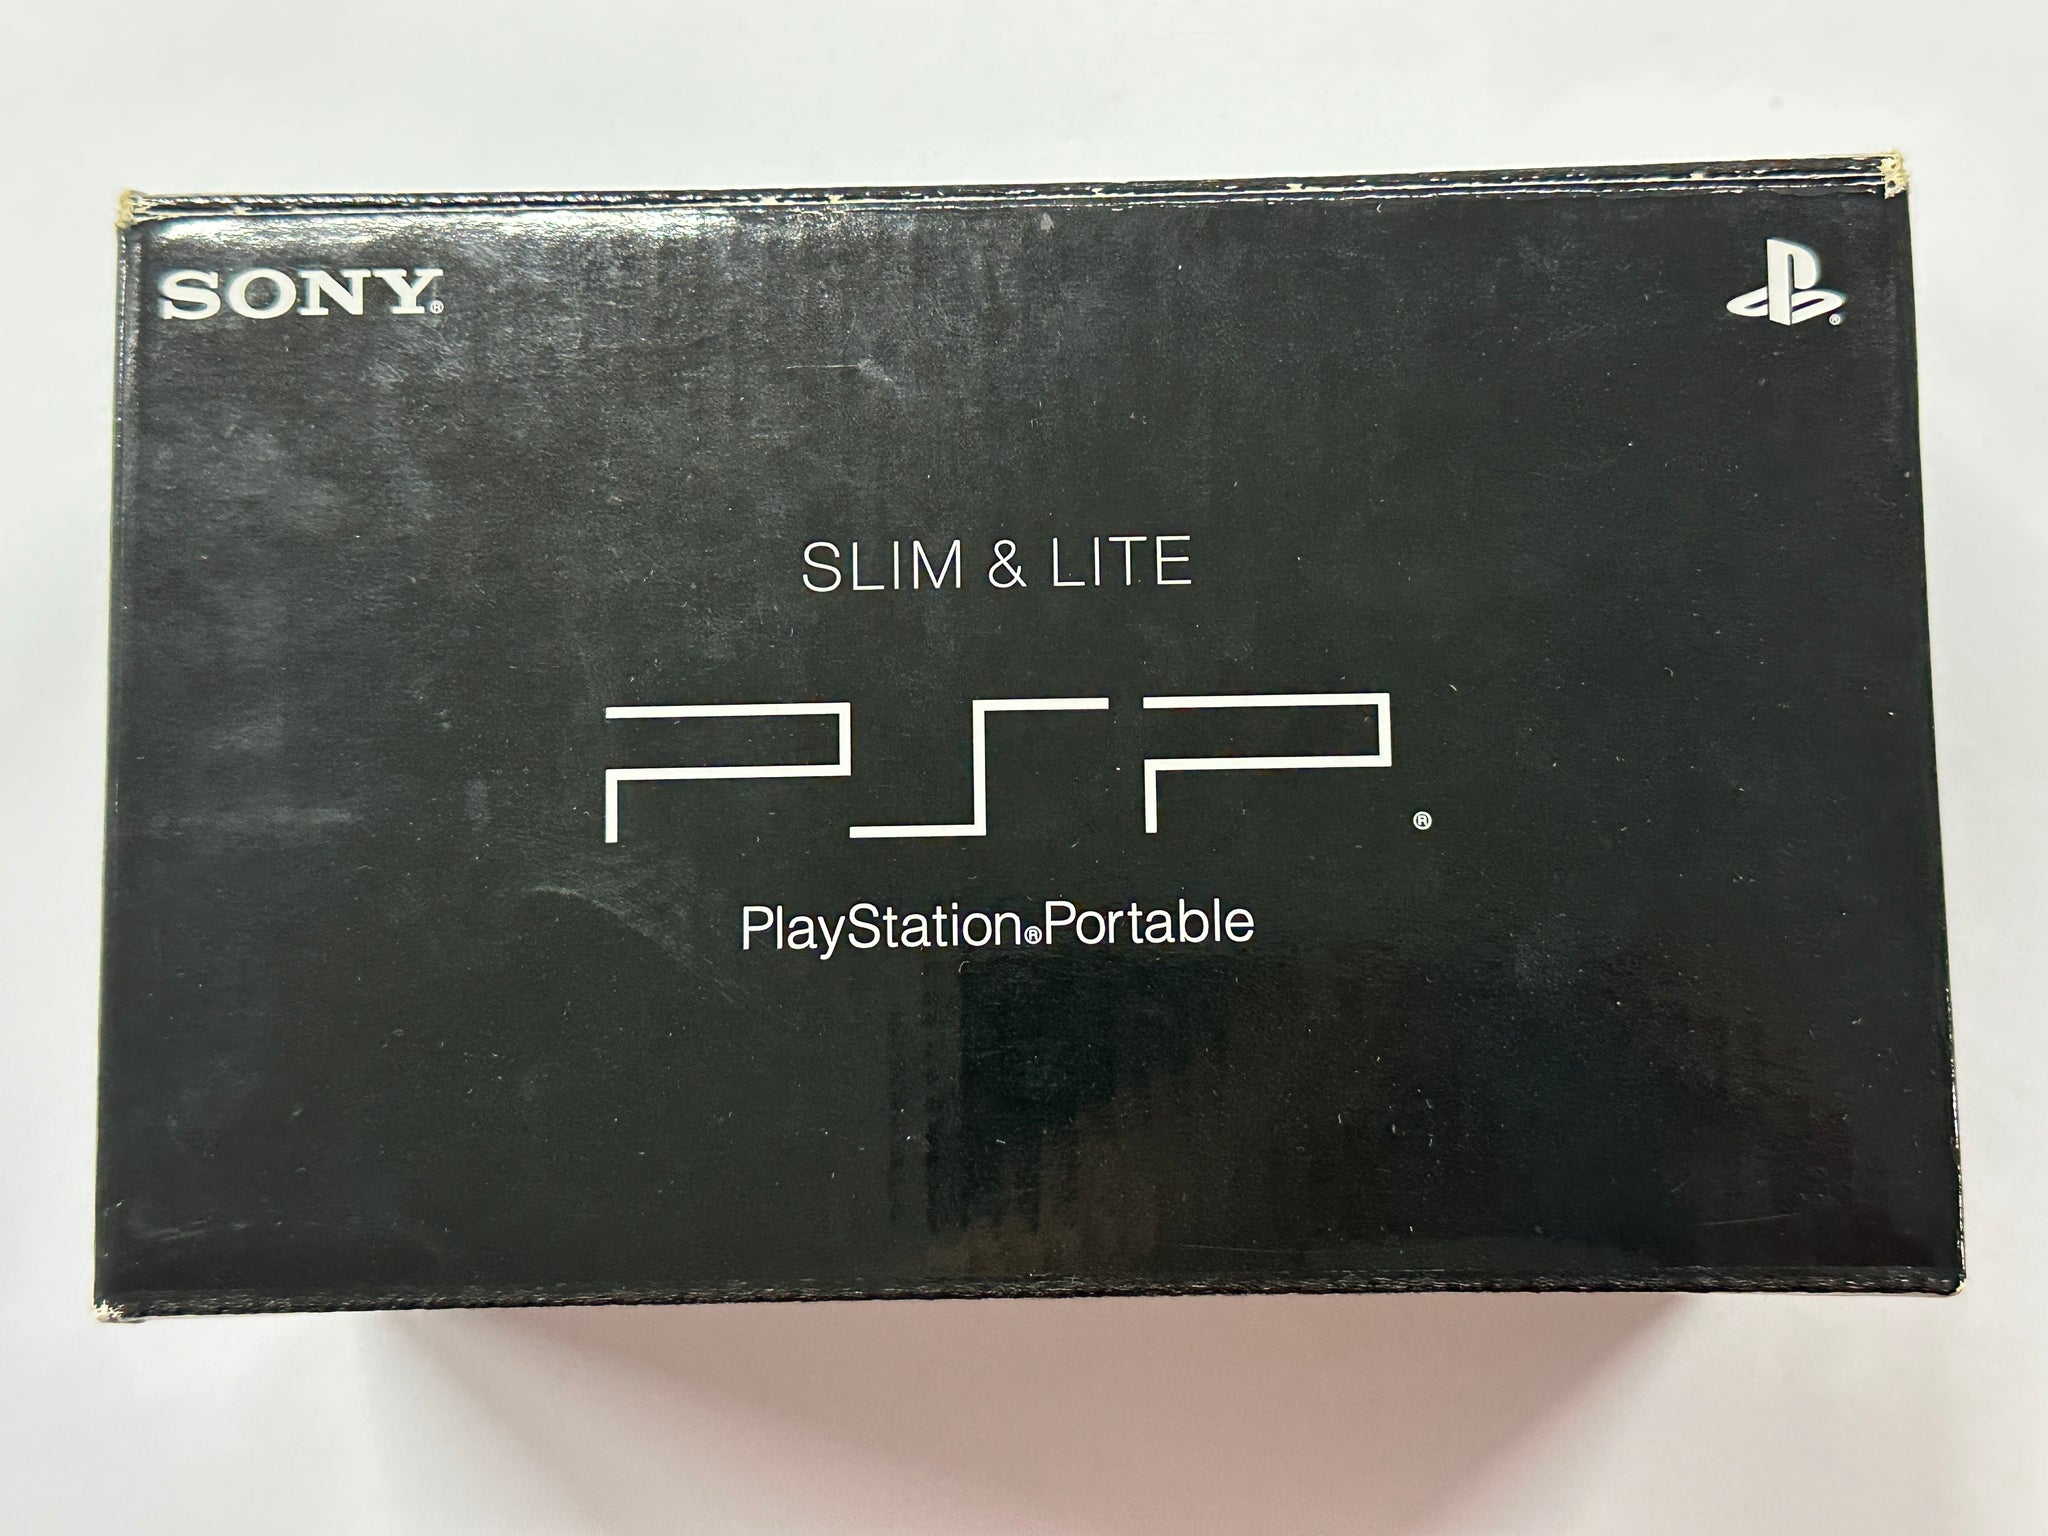 SONY®
SLIM & LITE
PSP®
PlayStation®Portable